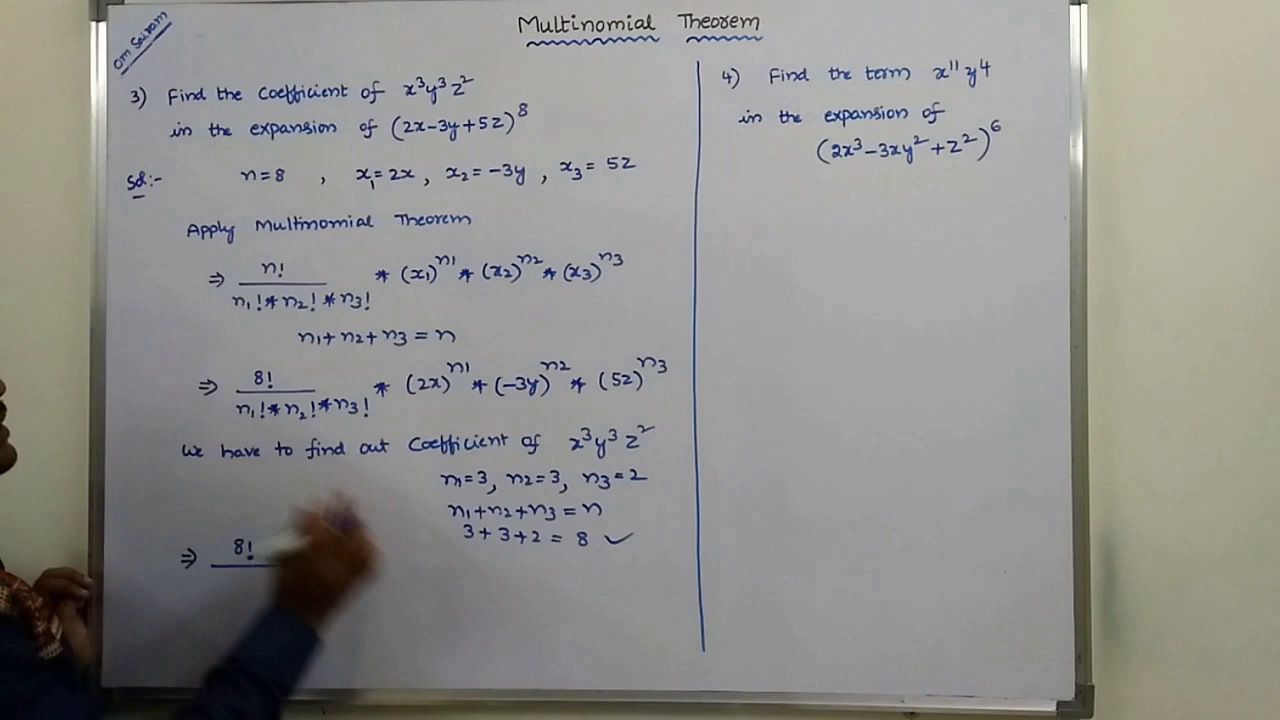 Om Sairam
Multinomial Theorem
3) Find the coefficient of x³y³z²
in the expansion of (2x-3y+5z)⁸
Sol:- n=8 , x₁=2x , x₂=-3y , x₃=5z
Apply Multinomial Theorem
⇒ n! / n₁!*n₂!*n₃! * (x₁)^n₁ * (x₂)^n₂ * (x₃)^n₃
n₁+n₂+n₃=n
⇒ 8! / n₁!*n₂!*n₃! * (2x)^n₁ * (-3y)^n₂ * (5z)^n₃
We have to find out coefficient of x³y³z²
n₁=3, n₂=3, n₃=2
n₁+n₂+n₃=n
3+3+2=8 ✓
⇒ 8!
4) Find the term x¹¹y⁴
in the expansion of
(2x³-3xy²+z²)⁶